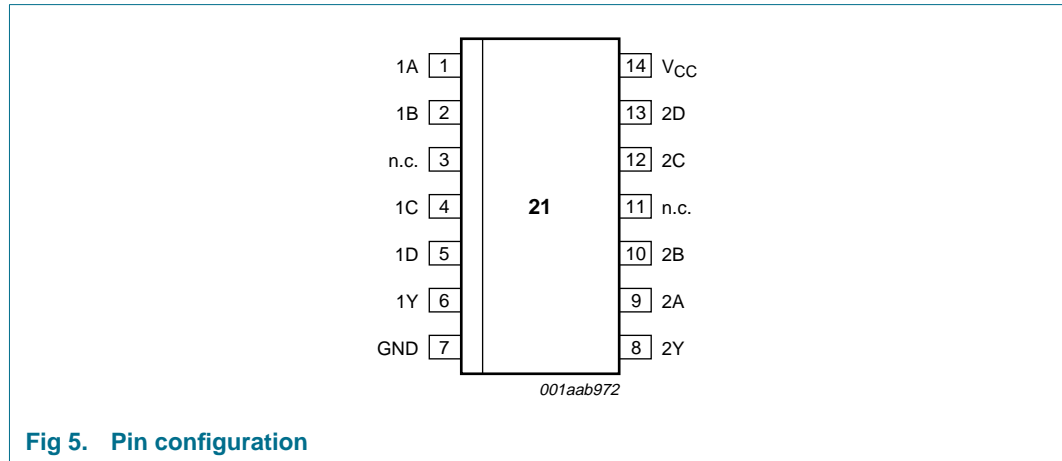 1A 1 14 VCC
1B 2 13 2D
n.c. 3 12 2C
1C 4 21 11 n.c.
1D 5 10 2B
1Y 6 9 2A
GND 7 8 2Y
001aab972
Fig 5. Pin configuration